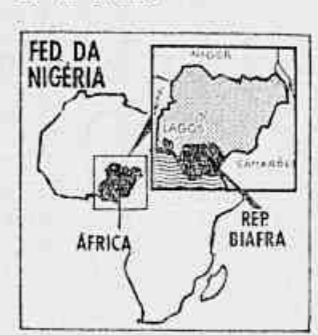 FED. DA
NIGÉRIA
NIGER
LAGOS
CAMARÕES
ÁFRICA
REP.
BIAFRA